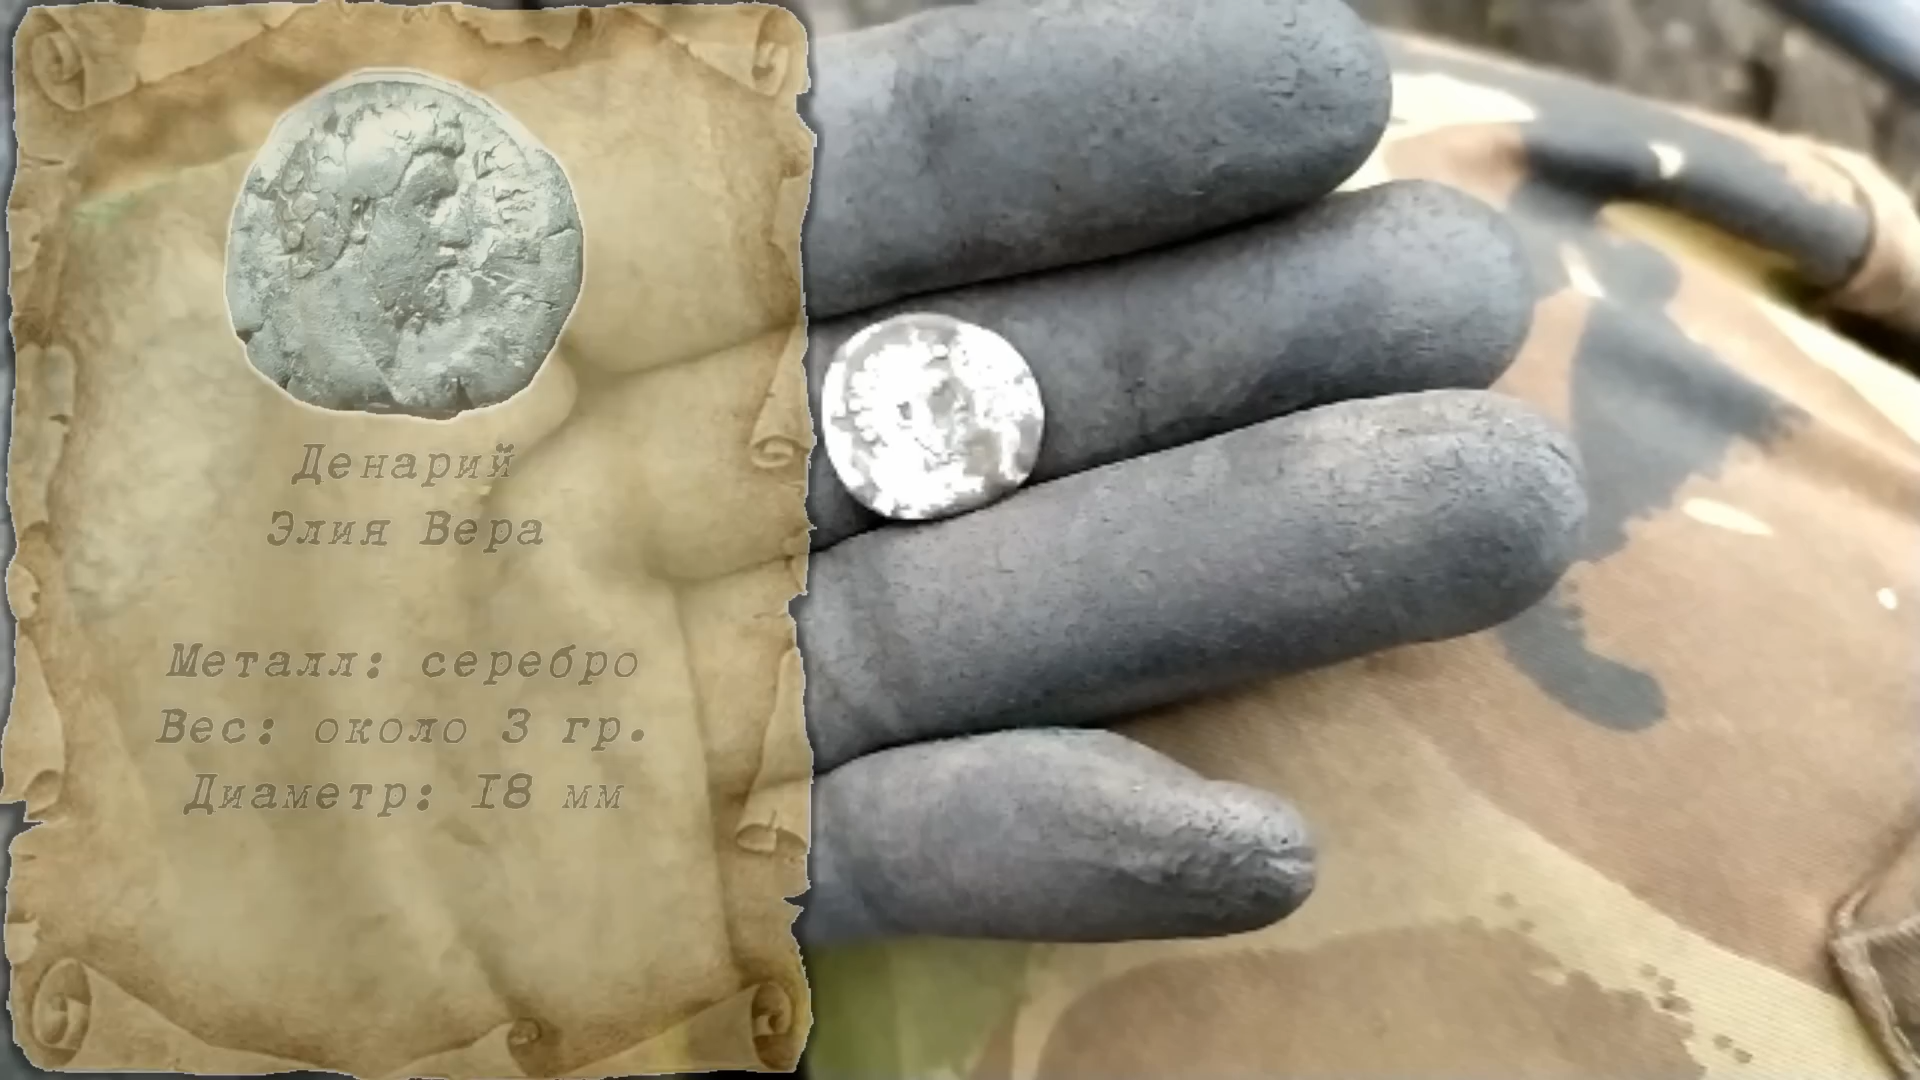 Денарий
Элия Вера
Металл: серебро
Вес: около 3 гр.
Диаметр: 18 мм